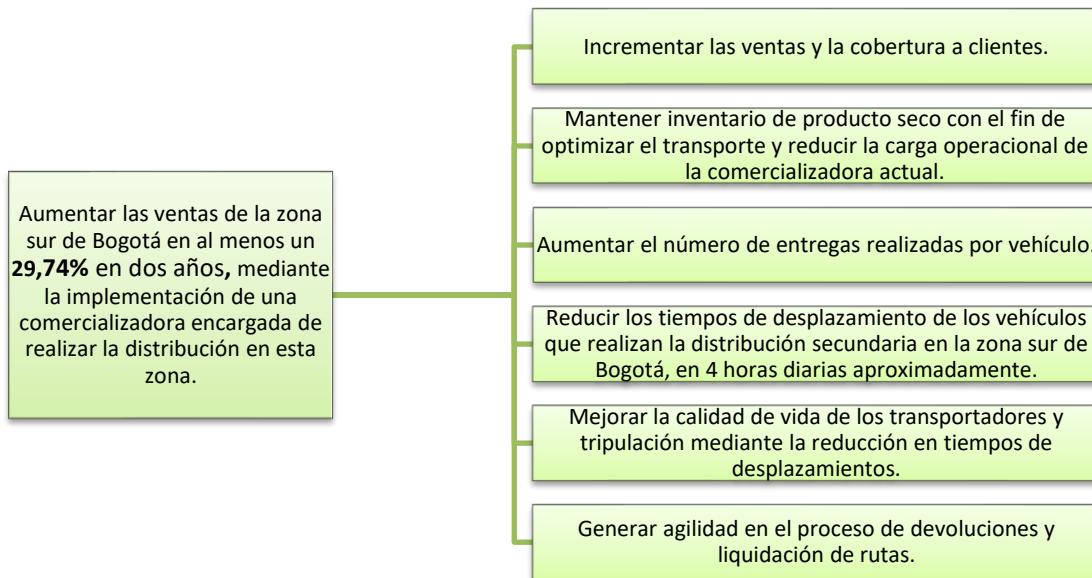 Aumentar las ventas de la zona
sur de Bogotá en al menos un
29,74% en dos años, mediante
la implementación de una
comercializadora encargada de
realizar la distribución en esta
zona.
Incrementar las ventas y la cobertura a clientes.
Mantener inventario de producto seco con el fin de
optimizar el transporte y reducir la carga operacional de
la comercializadora actual.
Aumentar el número de entregas realizadas por vehículo.
Reducir los tiempos de desplazamiento de los vehículos
que realizan la distribución secundaria en la zona sur de
Bogotá, en 4 horas diarias aproximadamente.
Mejorar la calidad de vida de los transportadores y
tripulación mediante la reducción en tiempos de
desplazamientos.
Generar agilidad en el proceso de devoluciones y
liquidación de rutas.